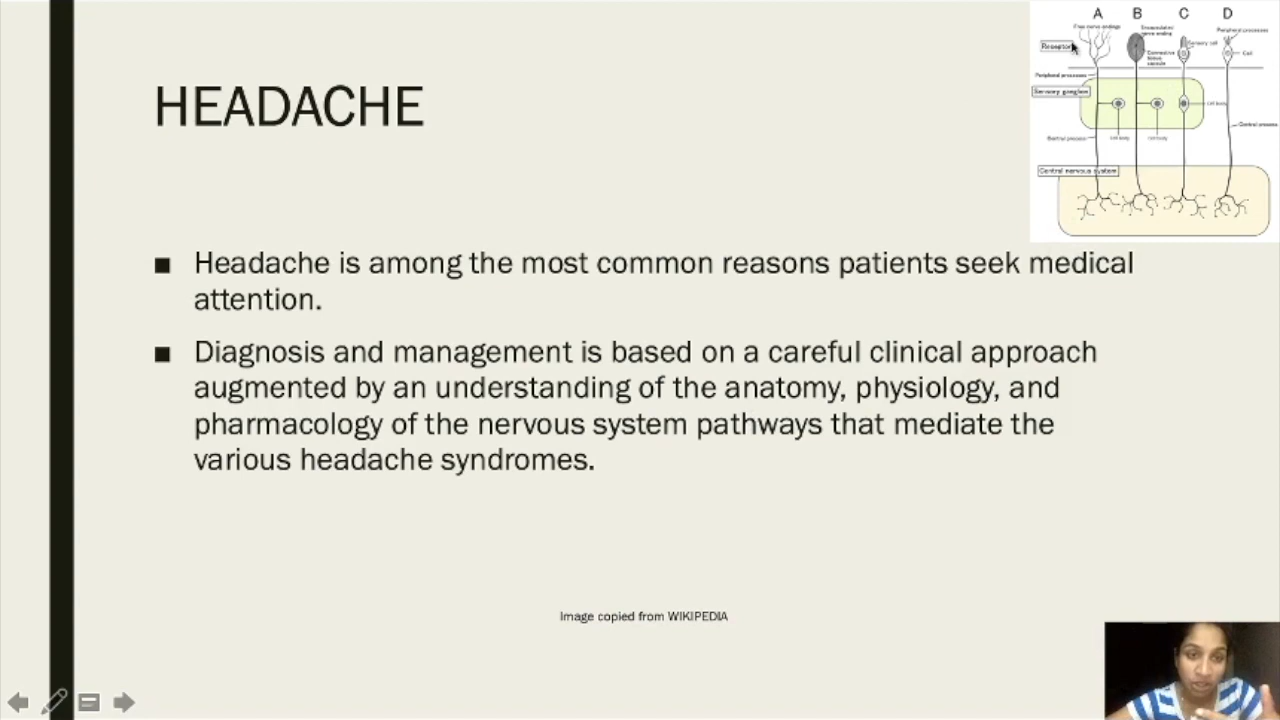 A B C D
Free nerve endings
Encapsulated
nerve ending
Peripheral processes
Receptor
Sensory cell
Connective
tissue
capsule
Cell
Peripheral processes
Sensory ganglion
cell body
Central process
cell body
cell body
Central process
Central nervous system
HEADACHE
■ Headache is among the most common reasons patients seek medical
attention.
■ Diagnosis and management is based on a careful clinical approach
augmented by an understanding of the anatomy, physiology, and
pharmacology of the nervous system pathways that mediate the
various headache syndromes.
Image copied from WIKIPEDIA